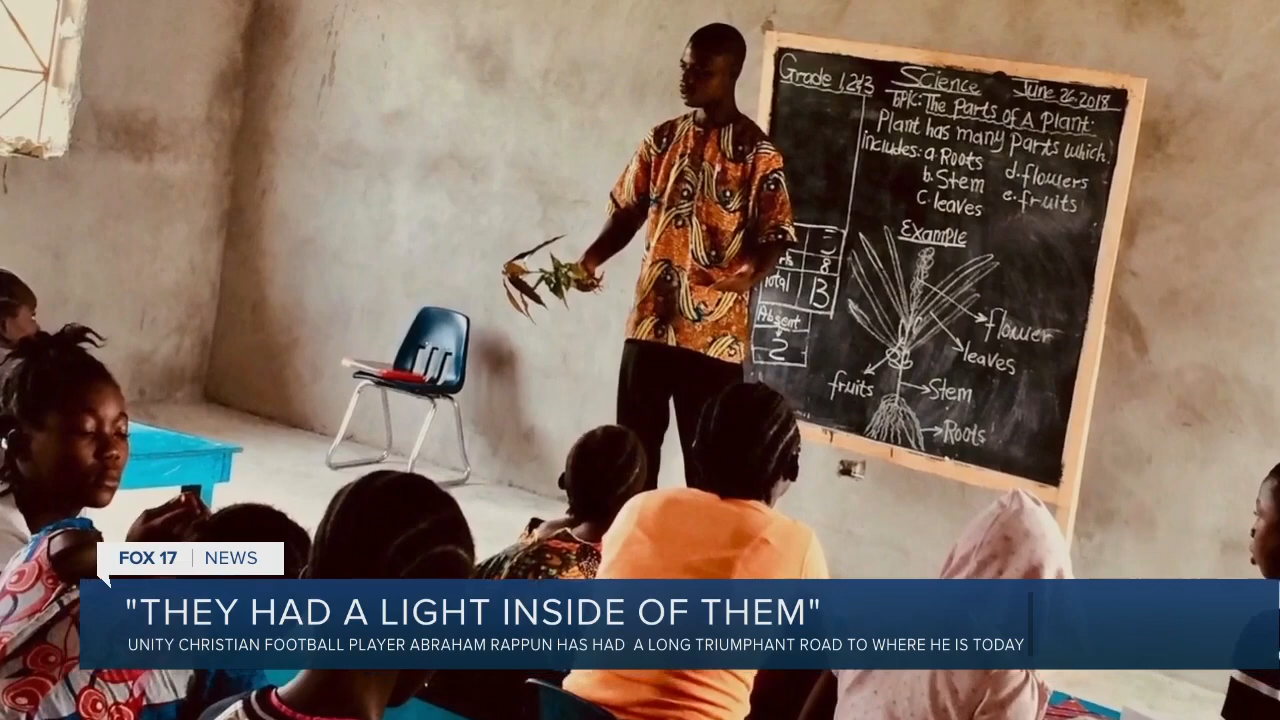 Grade 1,2&3 Science June 26.2018
Topic: The Parts of A Plant:
Plant has many Parts which.
includes: a. Roots d. flowers
b. Stem e. fruits
C. leaves
Example
8
Total 13
Absent
2
flower
leaves
fruits
Stem
Roots
FOX 17 | NEWS
"THEY HAD A LIGHT INSIDE OF THEM"
UNITY CHRISTIAN FOOTBALL PLAYER ABRAHAM RAPPUN HAS HAD A LONG TRIUMPHANT ROAD TO WHERE HE IS TODAY